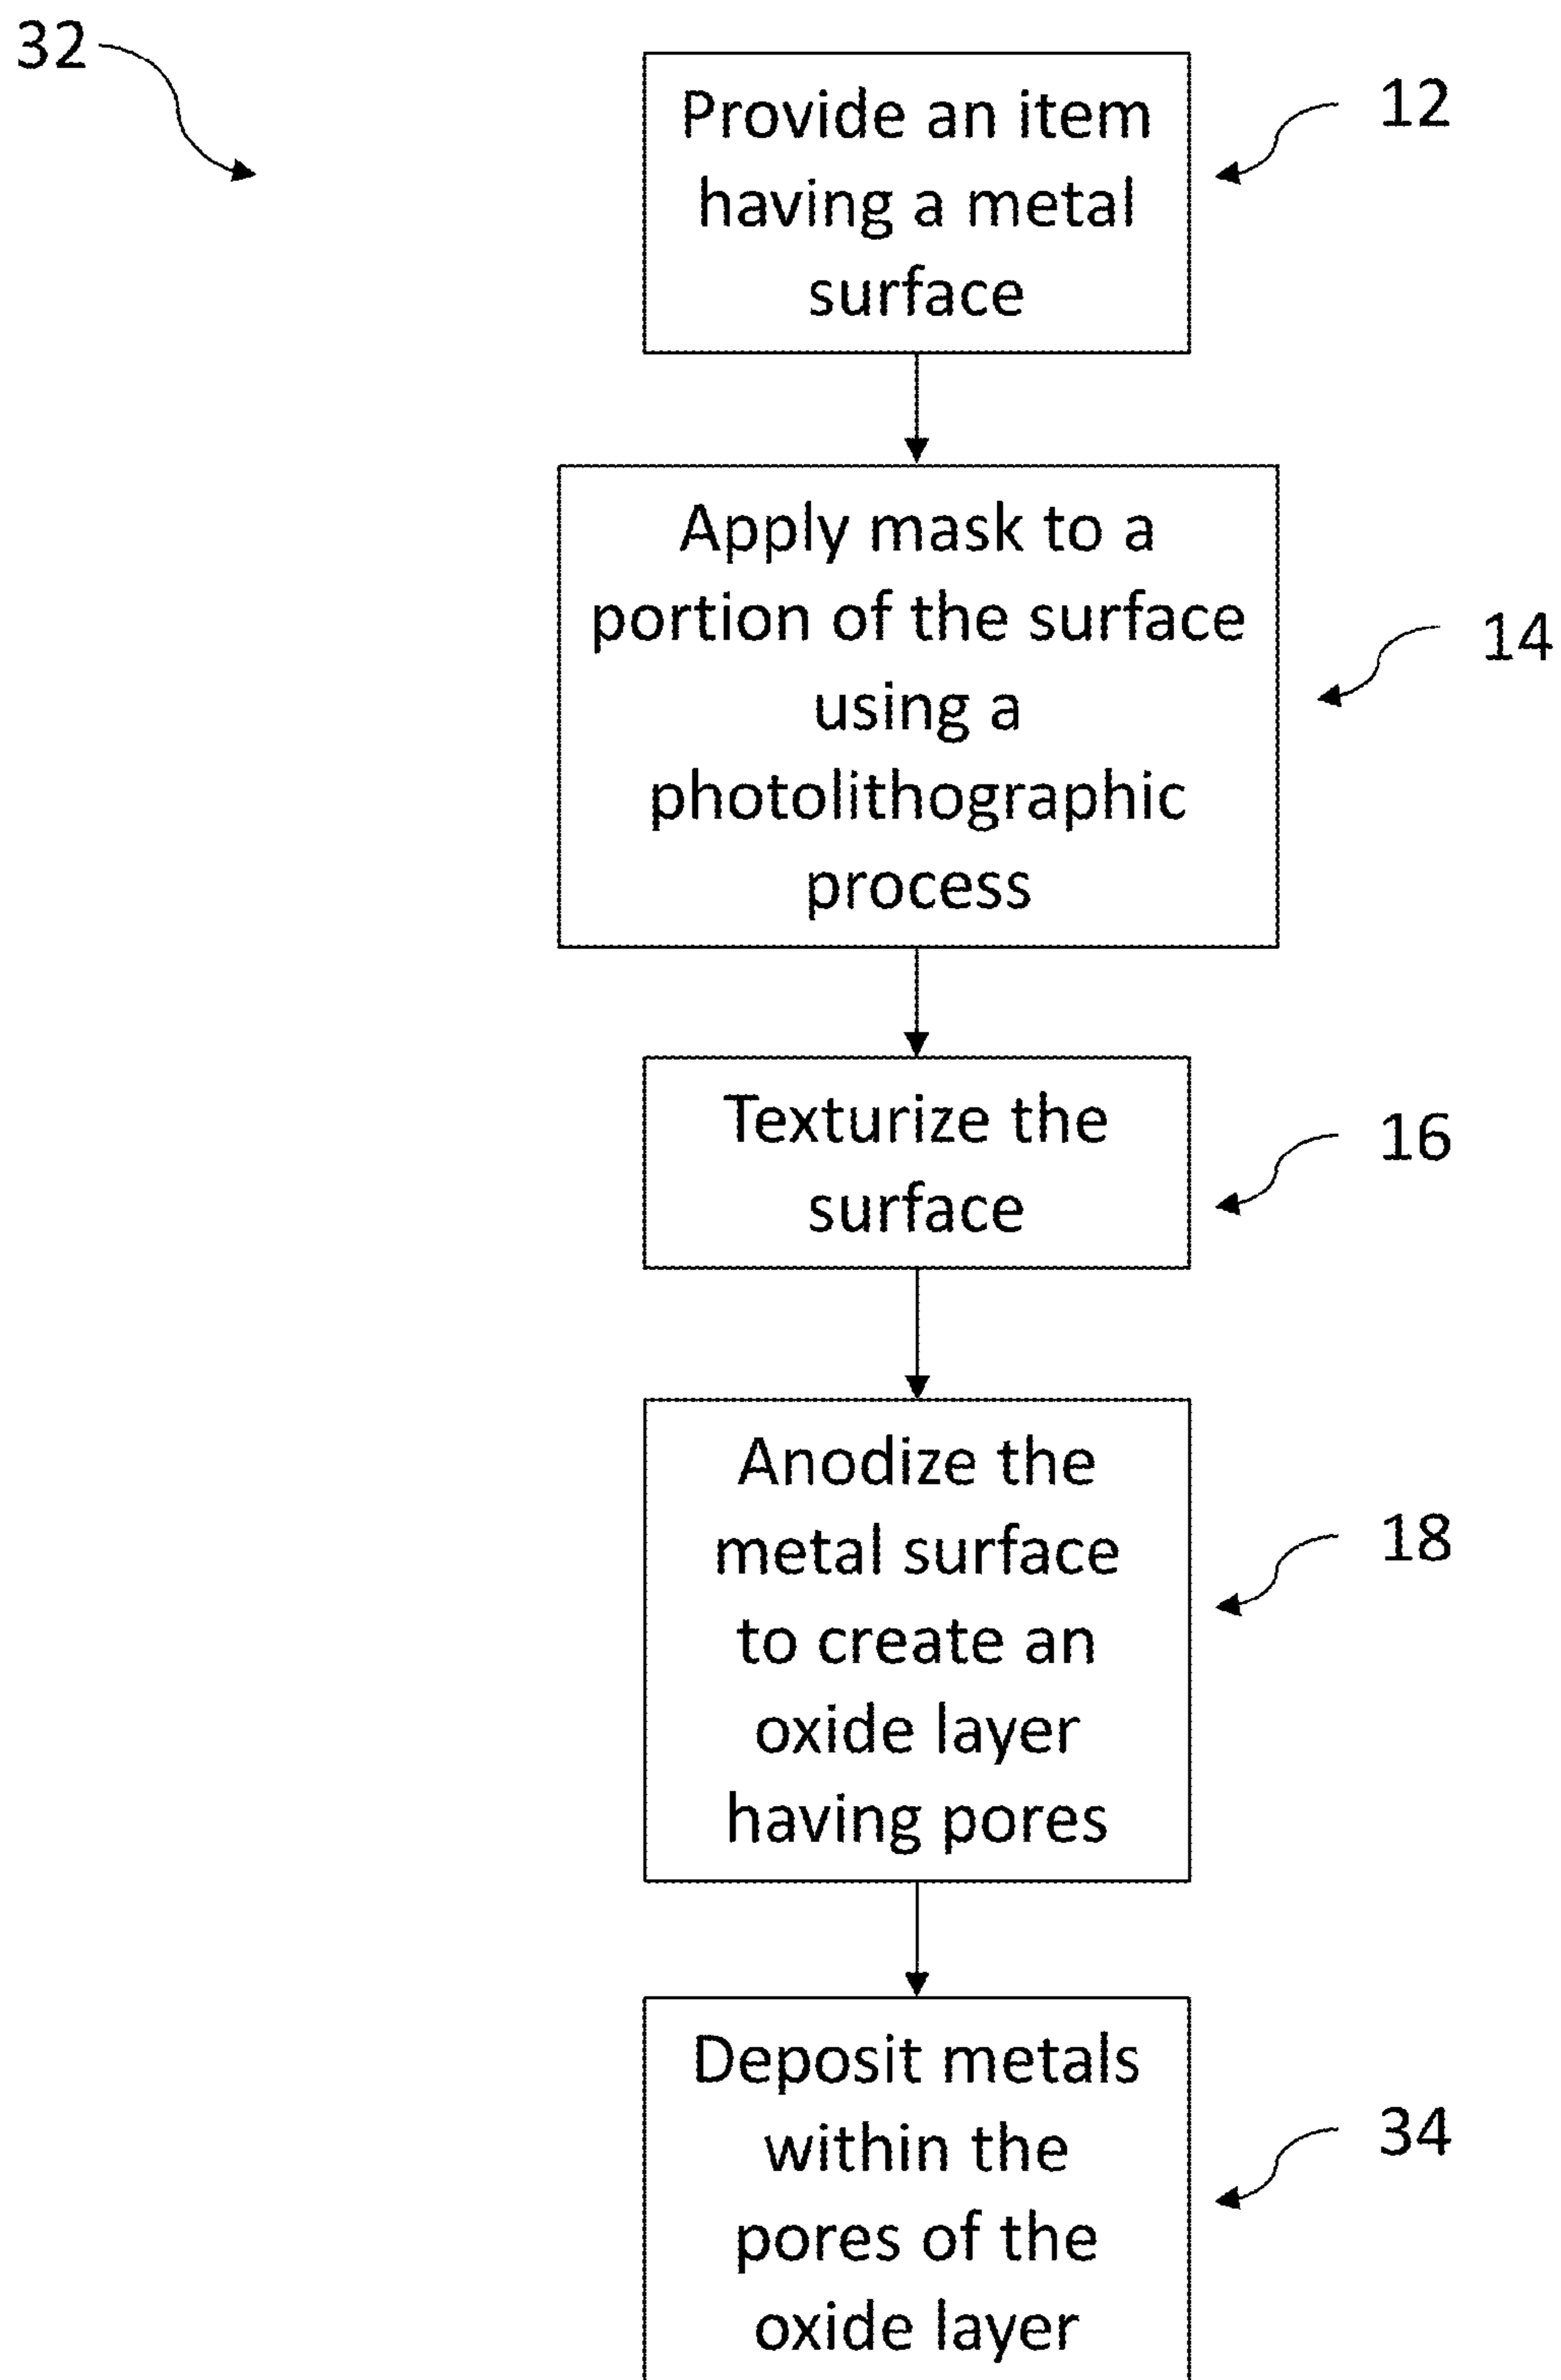 32
Provide an item
having a metal
surface
12
Apply mask to a
portion of the surface
using a
photolithographic
process
14
Texturize the
surface
16
Anodize the
metal surface
to create an
oxide layer
having pores
18
Deposit metals
within the
pores of the
oxide layer
34